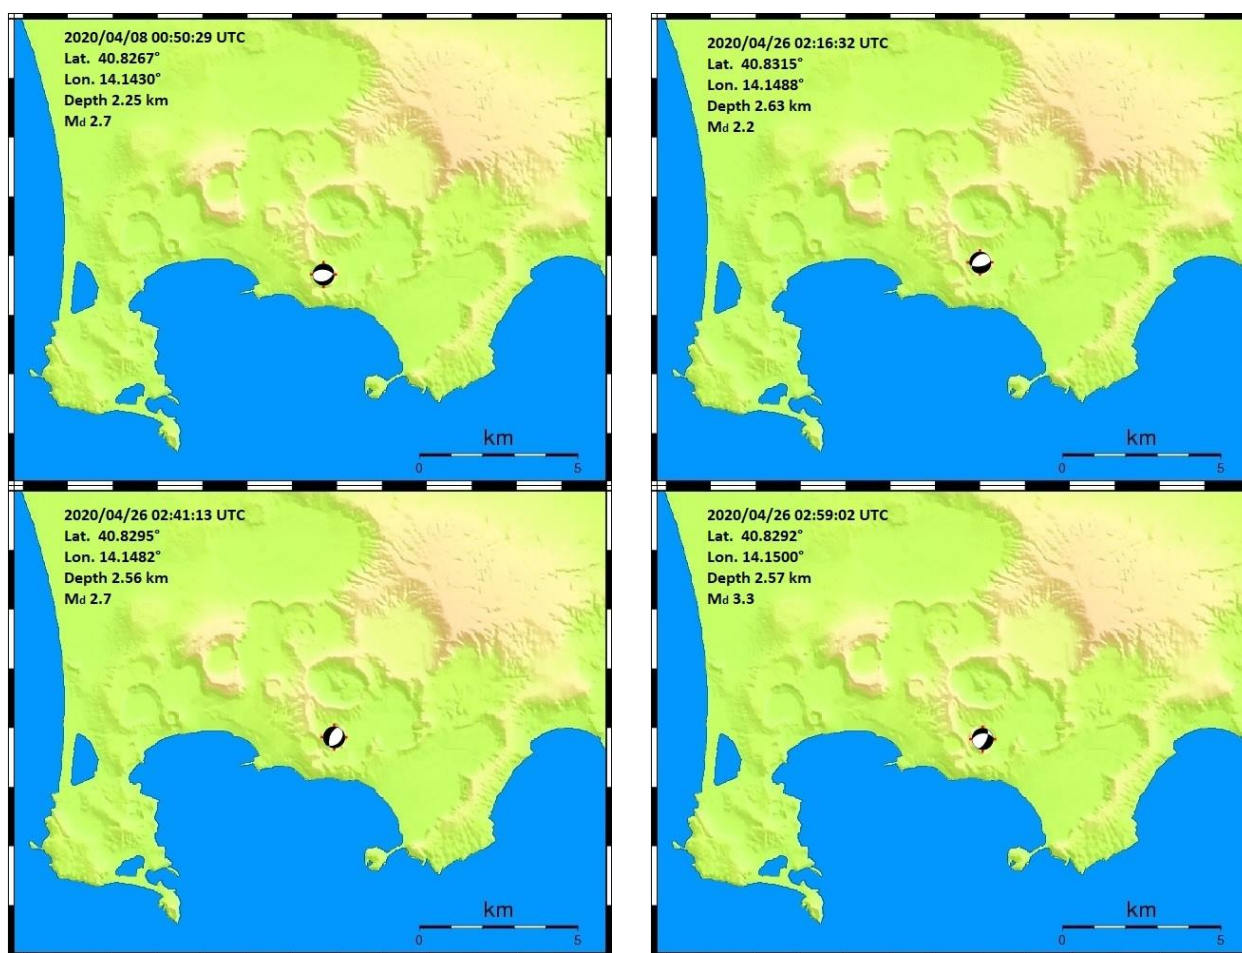 2020/04/08 00:50:29 UTC
Lat. 40.8267°
Lon. 14.1430°
Depth 2.25 km
Md 2.7
km
0 5
2020/04/26 02:16:32 UTC
Lat. 40.8315°
Lon. 14.1488°
Depth 2.63 km
Md 2.2
km
0 5
2020/04/26 02:41:13 UTC
Lat. 40.8295°
Lon. 14.1482°
Depth 2.56 km
Md 2.7
km
0 5
2020/04/26 02:59:02 UTC
Lat. 40.8292°
Lon. 14.1500°
Depth 2.57 km
Md 3.3
km
0 5